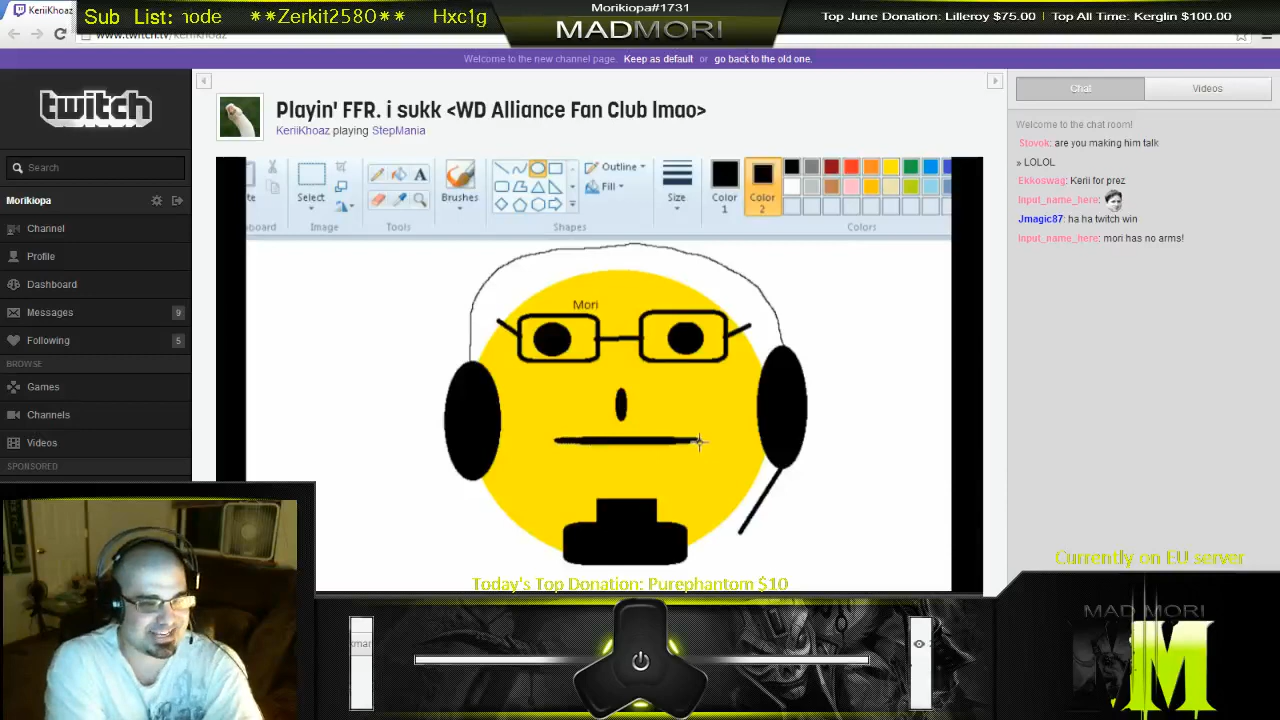 KeriiKhoaz
Sub List: node **Zerkit2580** Hxc1g
Morikiopa#1731
MADMORI
Top June Donation: Lilleroy $75.00 | Top All Time: Kerglin $100.00
www.twitch.tv/keriikhoaz
Welcome to the new channel page. Keep as default or go back to the old one.
twitch
Search
Morikiopa
Channel
Profile
Dashboard
Messages 9
Following 5
BROWSE
Games
Channels
Videos
SPONSORED
Playin' FFR. i sukk <WD Alliance Fan Club lmao>
KeriiKhoaz playing StepMania
Select
Brushes
Outline
Fill
Size
Color 1
Color 2
Image
Tools
Shapes
Colors
Mori
Chat
Videos
Welcome to the chat room!
Slovok: are you making him talk
» LOLOL
Ekkoswag: Kerii for prez
Input_name_here:
Jmagic87: ha ha twitch win
Input_name_here: mori has no arms!
Today's Top Donation: Purephantom $10
Currently on EU server
MAD MORI
M